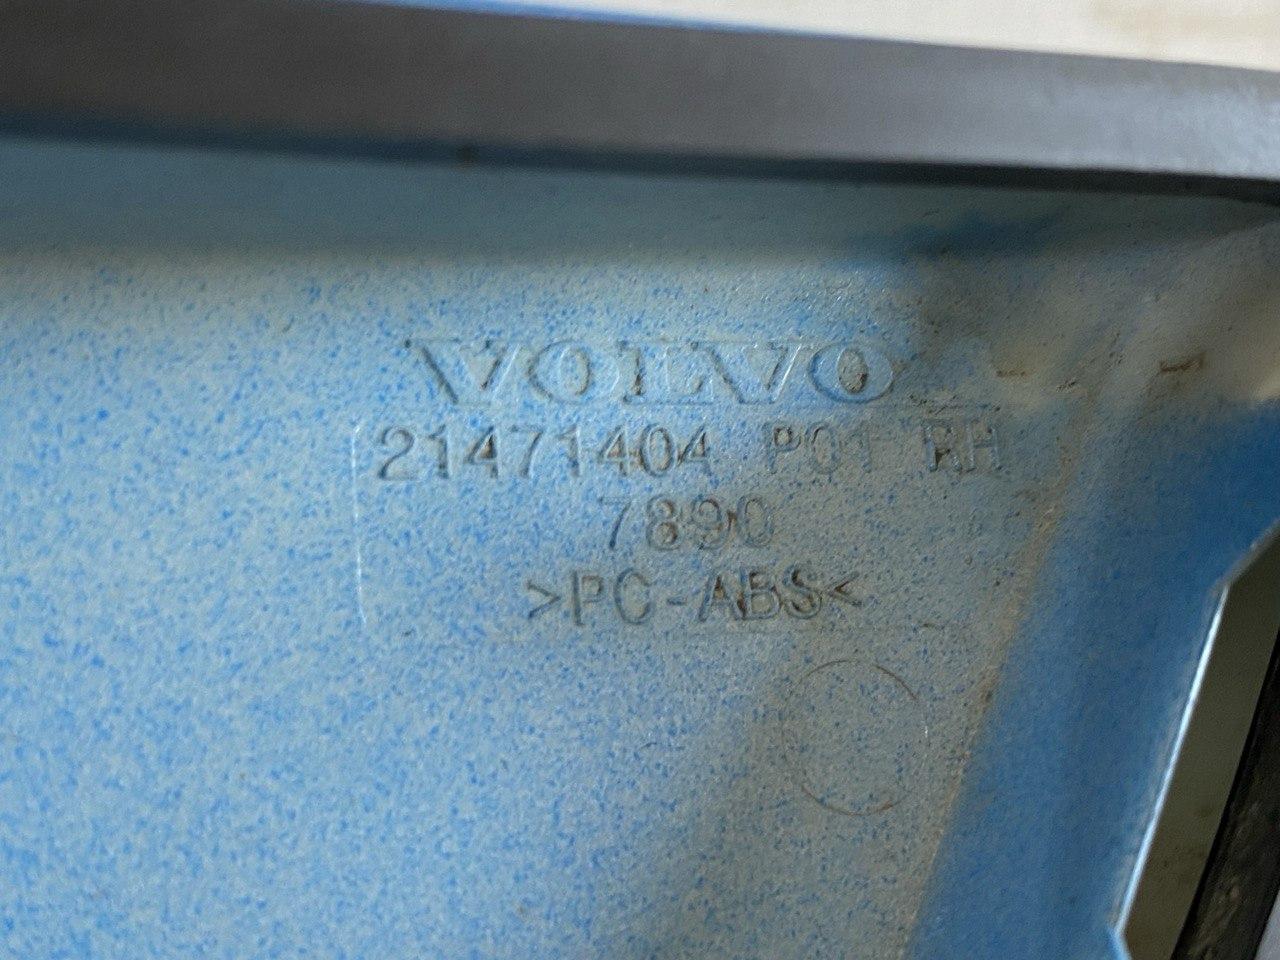 VOLVO
21471404 P01 RH
7890
>PC-ABS<